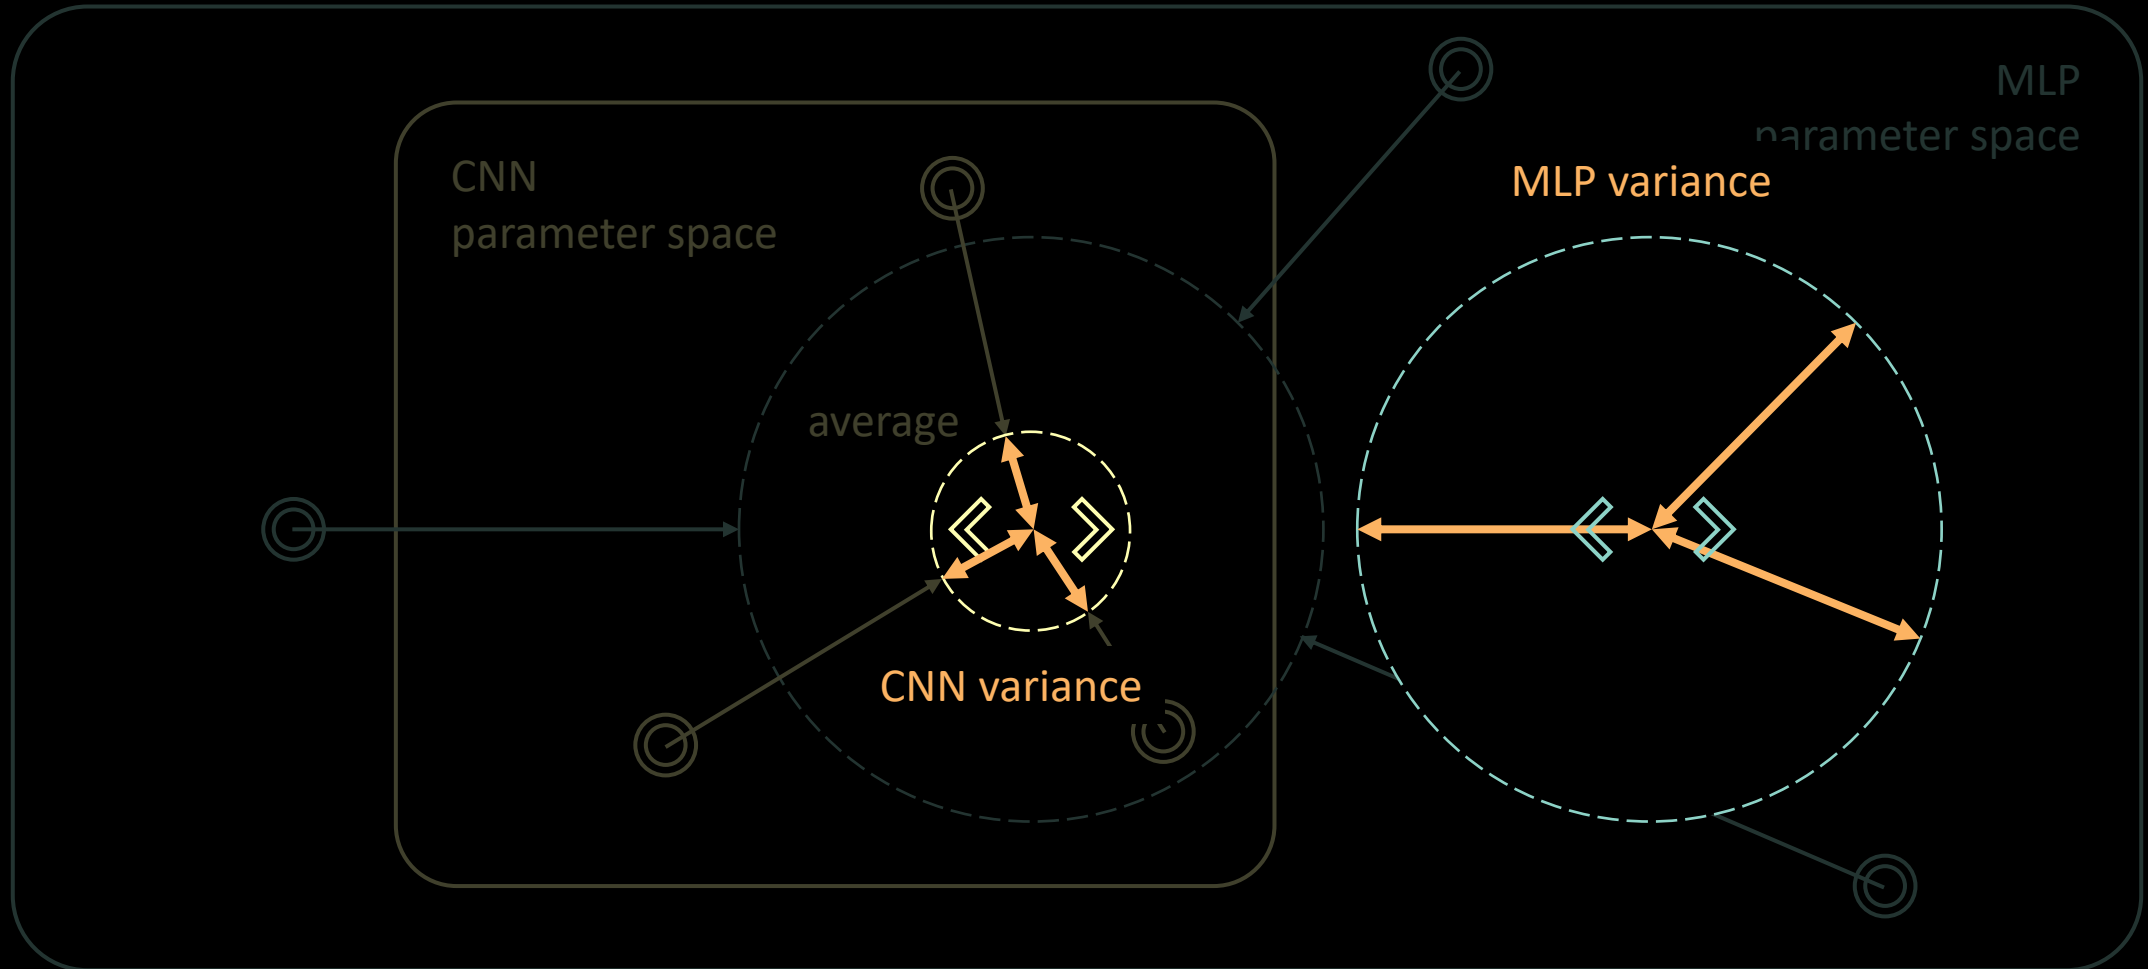 MLP
parameter space
MLP variance
CNN
parameter space
average
CNN variance